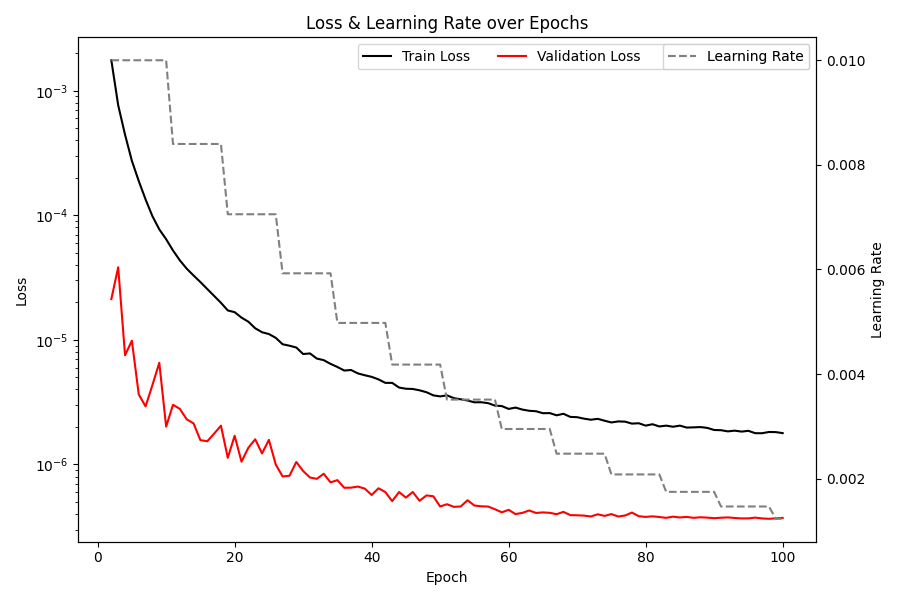 Loss & Learning Rate over Epochs
Train Loss
Validation Loss
Learning Rate
10⁻³
10⁻⁴
10⁻⁵
10⁻⁶
Loss
0.010
0.008
0.006
0.004
0.002
Learning Rate
0
20
40
60
80
100
Epoch